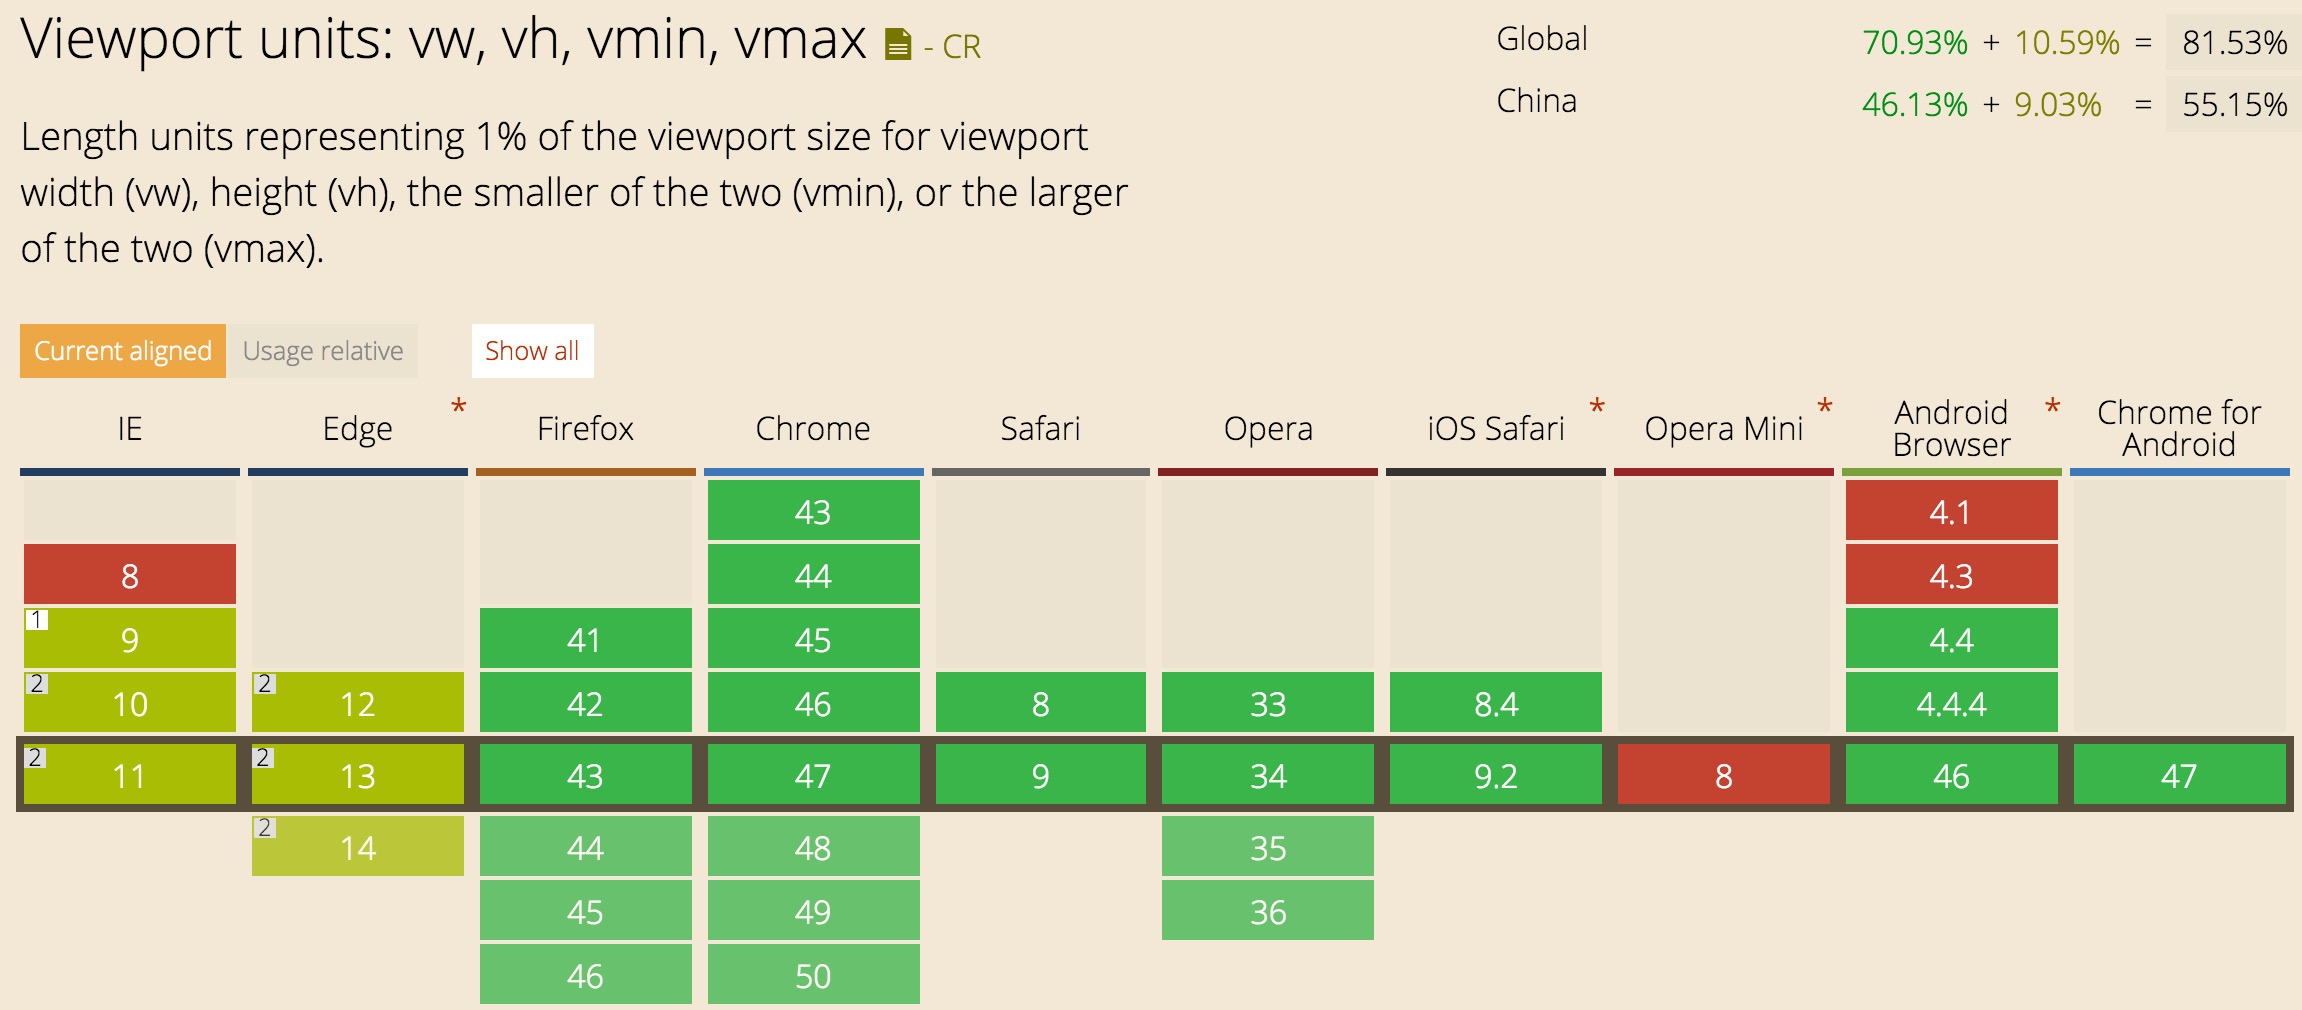 Viewport units: vw, vh, vmin, vmax - CR
Global 70.93% + 10.59% = 81.53%
China 46.13% + 9.03% = 55.15%
Length units representing 1% of the viewport size for viewport
width (vw), height (vh), the smaller of the two (vmin), or the larger
of the two (vmax).
Current aligned Usage relative Show all
IE Edge * Firefox Chrome Safari Opera iOS Safari * Opera Mini * Android Browser * Chrome for Android
43 4.1
8 44 4.3
1 9 41 45 4.4
2 10 2 12 42 46 8 33 8.4 4.4.4
2 11 2 13 43 47 9 34 9.2 8 46 47
2 14 44 48 35
45 49 36
46 50